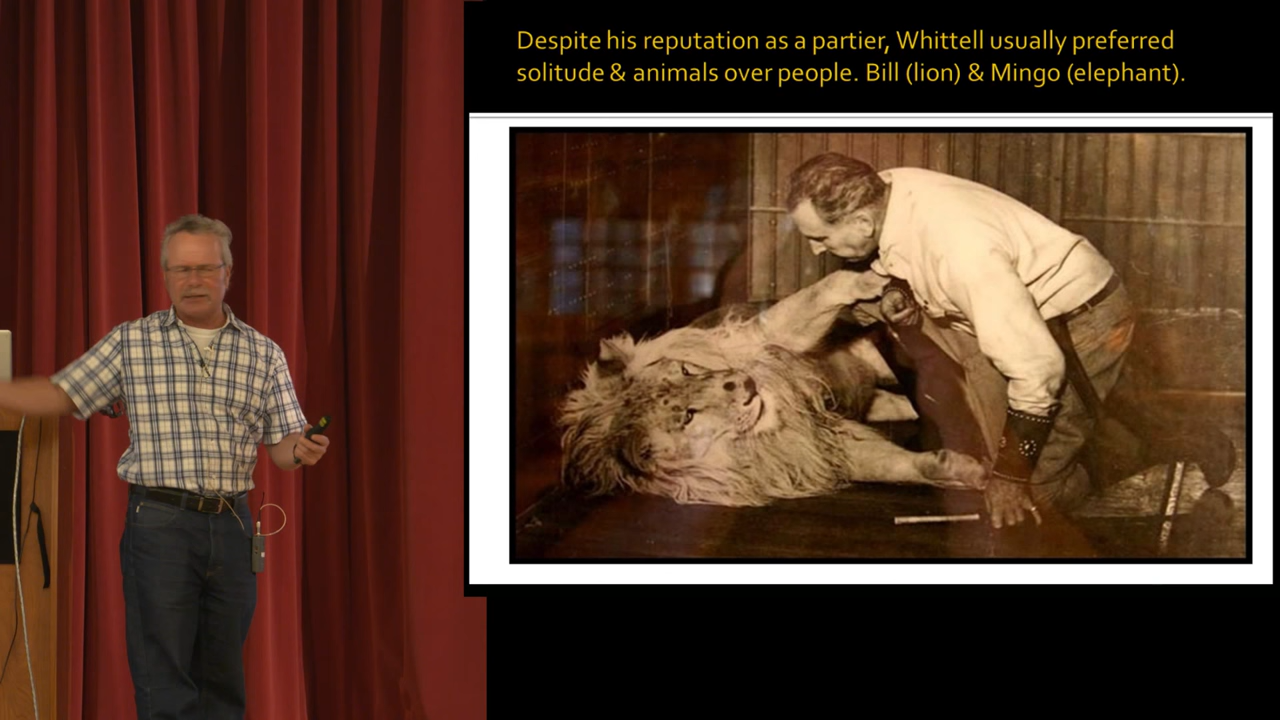 Despite his reputation as a partier, Whittell usually preferred
solitude & animals over people. Bill (lion) & Mingo (elephant).